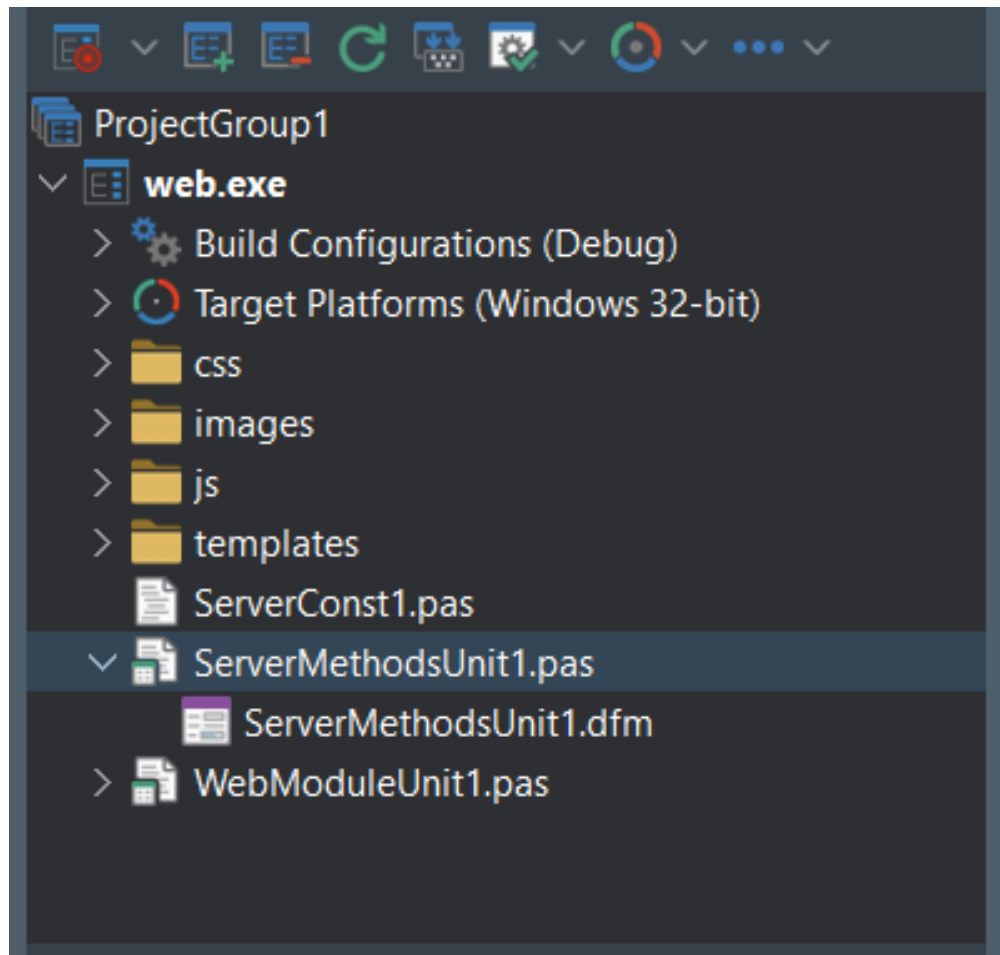 ProjectGroup1
web.exe
Build Configurations (Debug)
Target Platforms (Windows 32-bit)
css
images
js
templates
ServerConst1.pas
ServerMethodsUnit1.pas
ServerMethodsUnit1.dfm
WebModuleUnit1.pas